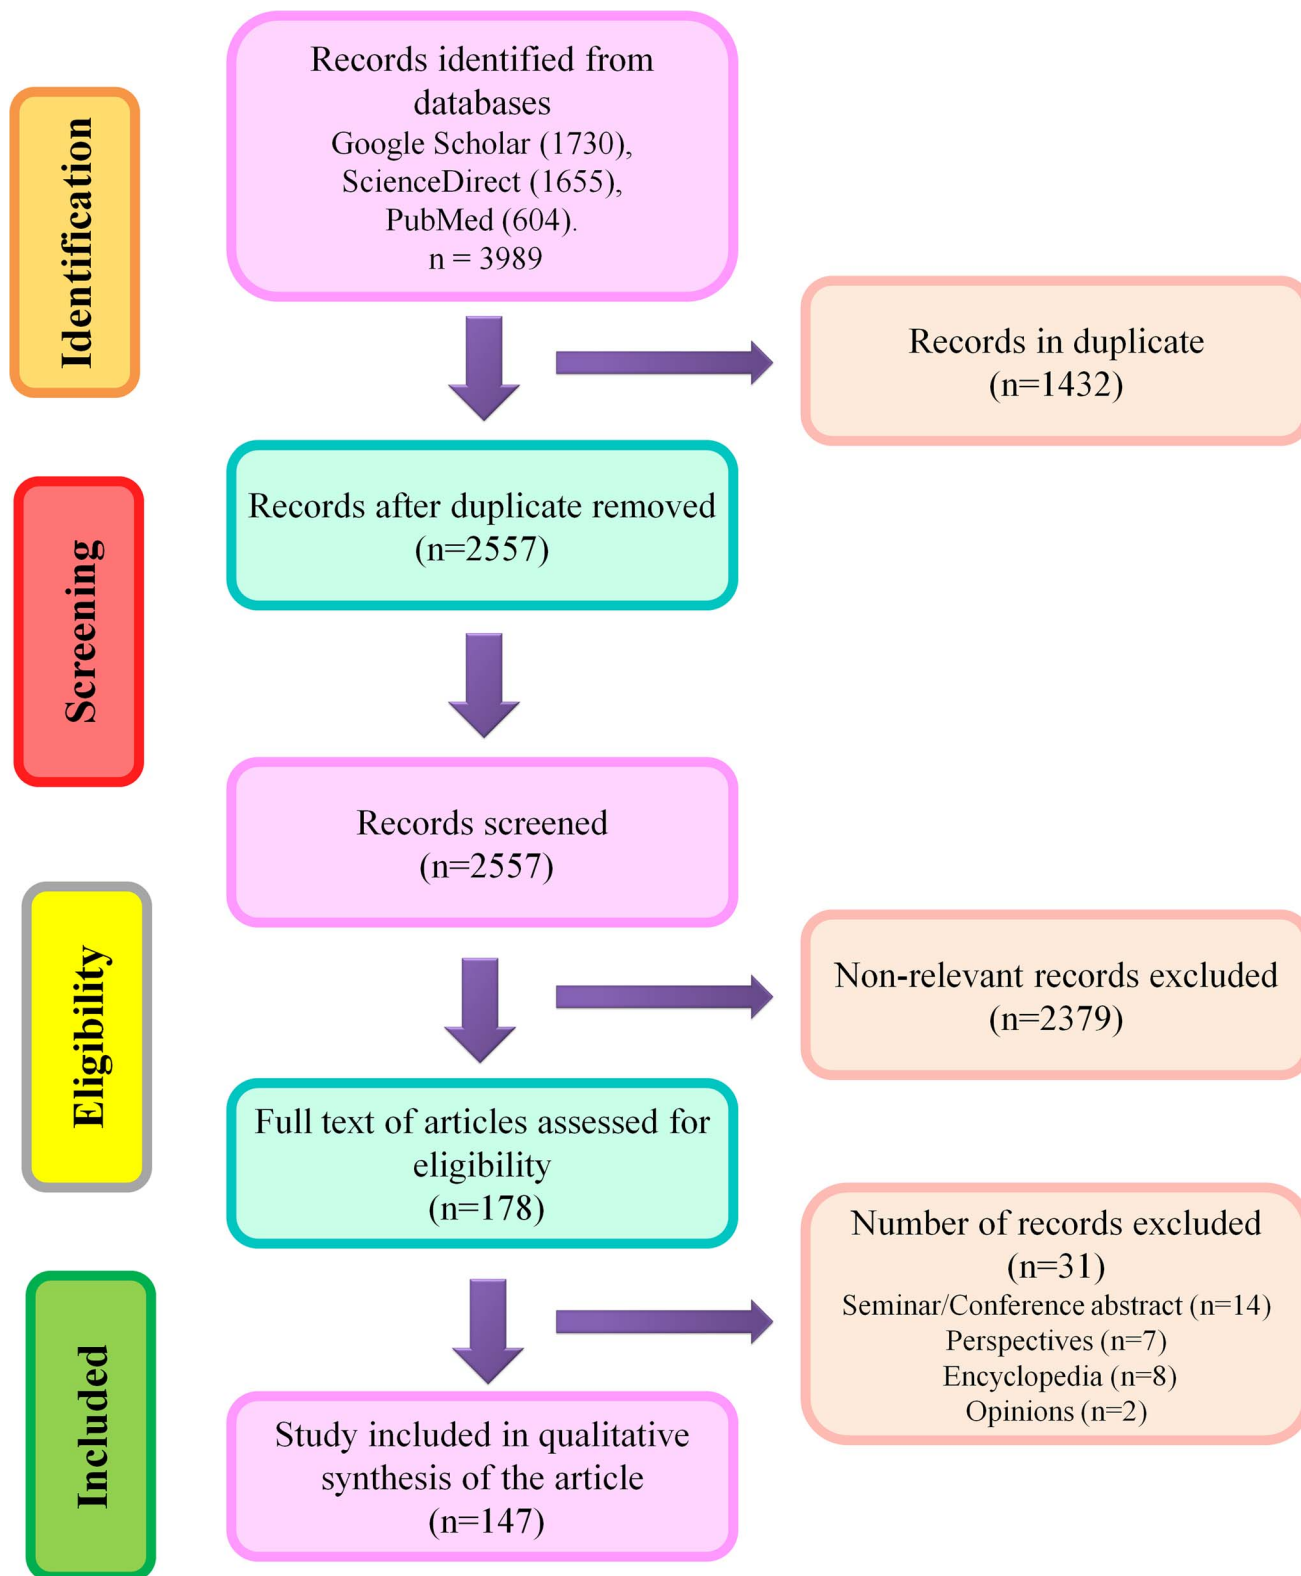 Identification
Records identified from
databases
Google Scholar (1730),
ScienceDirect (1655),
PubMed (604).
n = 3989
Records in duplicate
(n=1432)
Screening
Records after duplicate removed
(n=2557)
Records screened
(n=2557)
Eligibility
Non-relevant records excluded
(n=2379)
Full text of articles assessed for
eligibility
(n=178)
Number of records excluded
(n=31)
Seminar/Conference abstract (n=14)
Perspectives (n=7)
Encyclopedia (n=8)
Opinions (n=2)
Included
Study included in qualitative
synthesis of the article
(n=147)